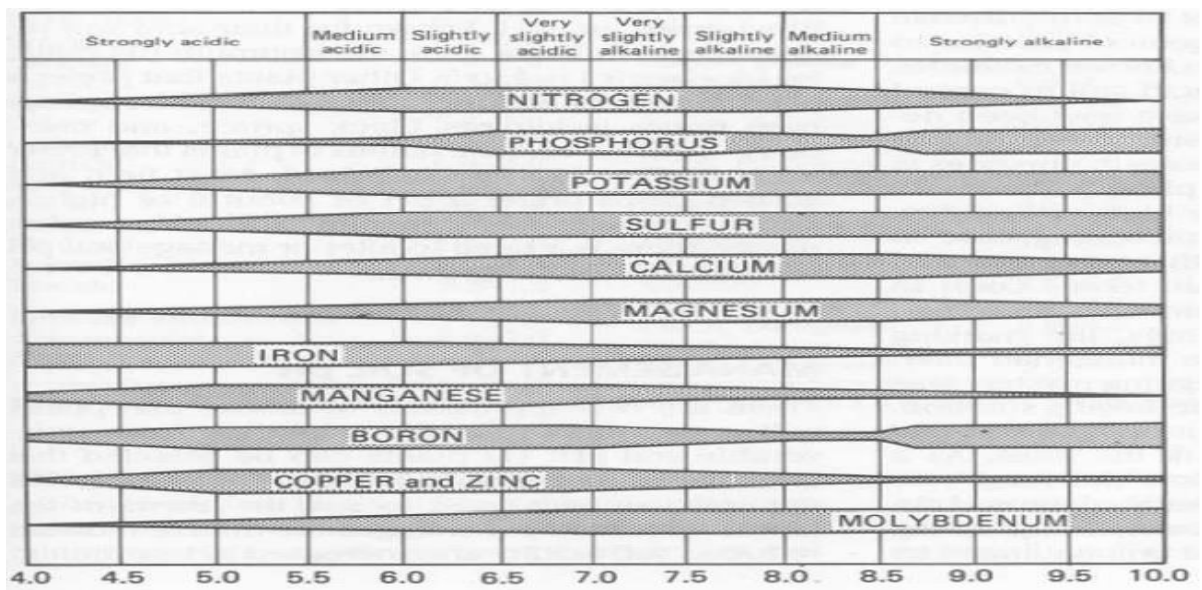 Strongly acidic
Medium acidic
Slightly acidic
Very slightly acidic
Very slightly alkaline
Slightly alkaline
Medium alkaline
Strongly alkaline
NITROGEN
PHOSPHORUS
POTASSIUM
SULFUR
CALCIUM
MAGNESIUM
IRON
MANGANESE
BORON
COPPER and ZINC
MOLYBDENUM
4.0 4.5 5.0 5.5 6.0 6.5 7.0 7.5 8.0 8.5 9.0 9.5 10.0